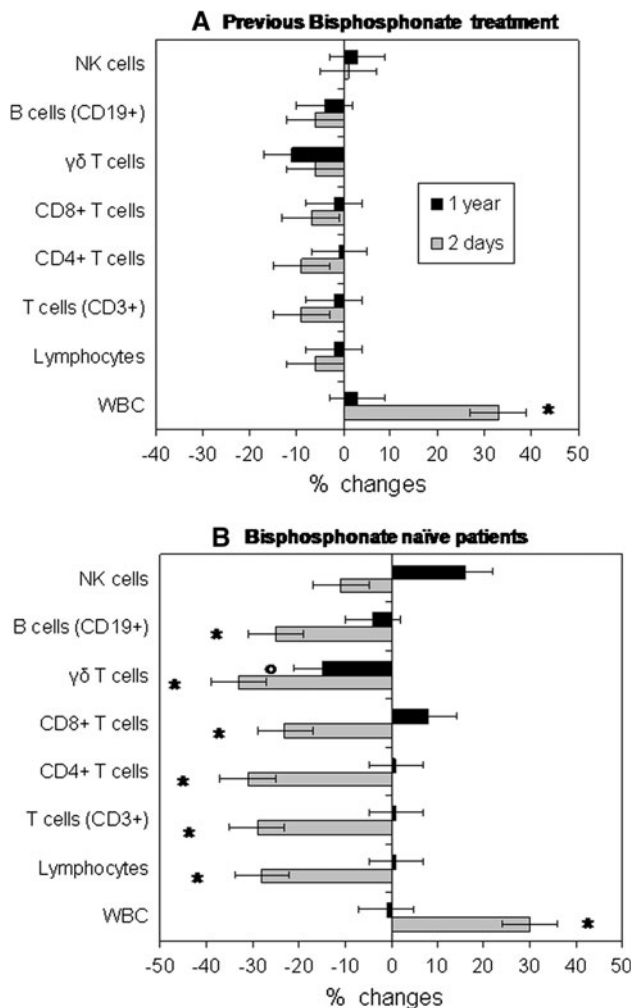 A Previous Bisphosphonate treatment
NK cells
B cells (CD19+)
γδ T cells
CD8+ T cells
CD4+ T cells
T cells (CD3+)
Lymphocytes
WBC
1 year
2 days
*
-40 -30 -20 -10 0 10 20 30 40 50
% changes
B Bisphosphonate naïve patients
NK cells
B cells (CD19+)
*
γδ T cells
*
CD8+ T cells
*
CD4+ T cells
*
T cells (CD3+)
*
Lymphocytes
*
WBC
*
-50 -40 -30 -20 -10 0 10 20 30 40 50
% changes